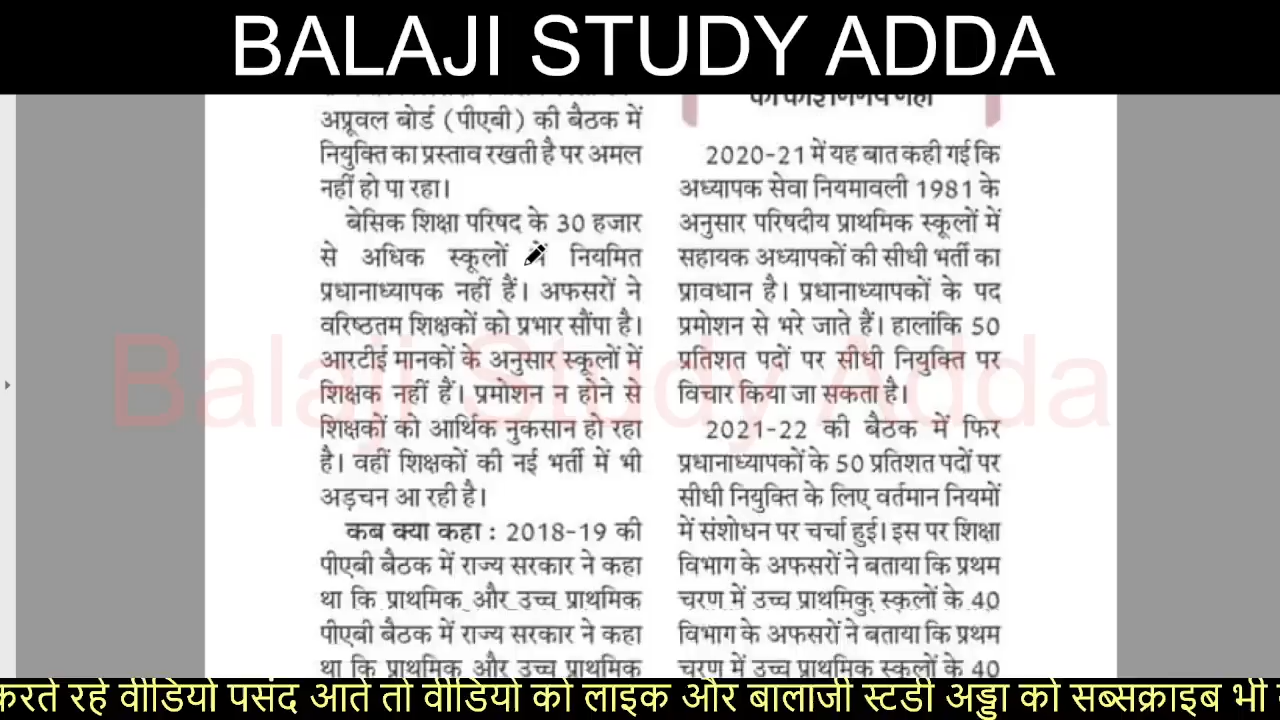 BALAJI STUDY ADDA
अप्रूवल बोर्ड (पीएबी) की बैठक में
नियुक्ति का प्रस्ताव रखती है पर अमल
नहीं हो पा रहा।
बेसिक शिक्षा परिषद के 30 हजार
से अधिक स्कूलों में नियमित
प्रधानाध्यापक नहीं हैं। अफसरों ने
वरिष्ठतम शिक्षकों को प्रभार सौंपा है।
आरटीई मानकों के अनुसार स्कूलों में
शिक्षक नहीं हैं। प्रमोशन न होने से
शिक्षकों को आर्थिक नुकसान हो रहा
है। वहीं शिक्षकों की नई भर्ती में भी
अड़चन आ रही है।
कब क्या कहा : 2018-19 की
पीएबी बैठक में राज्य सरकार ने कहा
था कि प्राथमिक और उच्च प्राथमिक
पीएबी बैठक में राज्य सरकार ने कहा
था कि प्राथमिक और उच्च प्राथमिक
2020-21 में यह बात कही गई कि
अध्यापक सेवा नियमावली 1981 के
अनुसार परिषदीय प्राथमिक स्कूलों में
सहायक अध्यापकों की सीधी भर्ती का
प्रावधान है। प्रधानाध्यापकों के पद
प्रमोशन से भरे जाते हैं। हालांकि 50
प्रतिशत पदों पर सीधी नियुक्ति पर
विचार किया जा सकता है।
2021-22 की बैठक में फिर
प्रधानाध्यापकों के 50 प्रतिशत पदों पर
सीधी नियुक्ति के लिए वर्तमान नियमों
में संशोधन पर चर्चा हुई। इस पर शिक्षा
विभाग के अफसरों ने बताया कि प्रथम
चरण में उच्च प्राथमिक स्कूलों के 40
विभाग के अफसरों ने बताया कि प्रथम
चरण में उच्च प्राथमिक स्कूलों के 40
Balaji Study Adda
करते रहे वीडियो पसंद आते तो वीडियो को लाइक और बालाजी स्टडी अड्डा को सब्सक्राइब भी